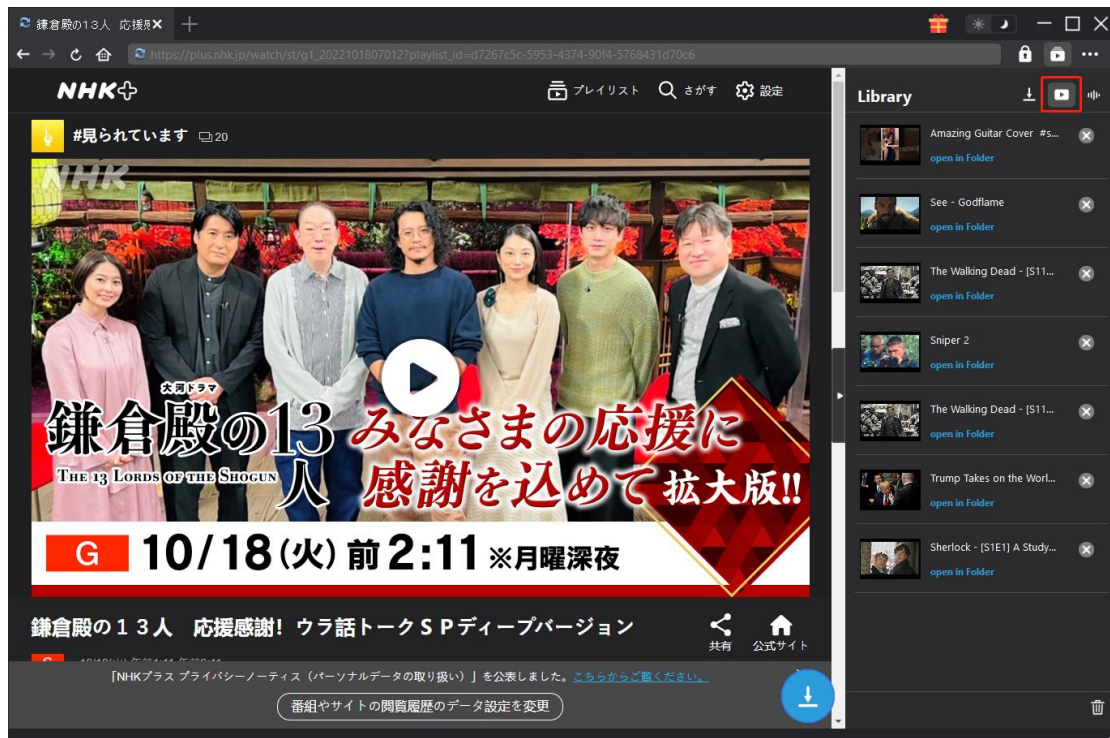 鎌倉殿の13人 応援感
https://plus.nhk.jp/watch/st/g1_2022101807012?playlist_id=d7267c5c-5953-4374-90f4-5768431d70c6
NHK+
プレイリスト
さがす
設定
#見られています
20
NHK
大河ドラマ
鎌倉殿の13人
THE 13 LORDS OF THE SHOGUN
みなさまの応援に
感謝を込めて 拡大版!!
G 10/18(火) 前2:11 ※月曜深夜
鎌倉殿の13人 応援感謝! ウラ話トークSPディープバージョン
共有
公式サイト
G
「NHKプラス プライバシーノーティス(パーソナルデータの取り扱い)」を公表しました。こちらからご覧ください。
番組やサイトの閲覧履歴のデータ設定を変更
Library
Amazing Guitar Cover #s...
open in Folder
See - Godflame
open in Folder
The Walking Dead - [S11...
open in Folder
Sniper 2
open in Folder
The Walking Dead - [S11...
open in Folder
Trump Takes on the Worl...
open in Folder
Sherlock - [S1E1] A Study...
open in Folder